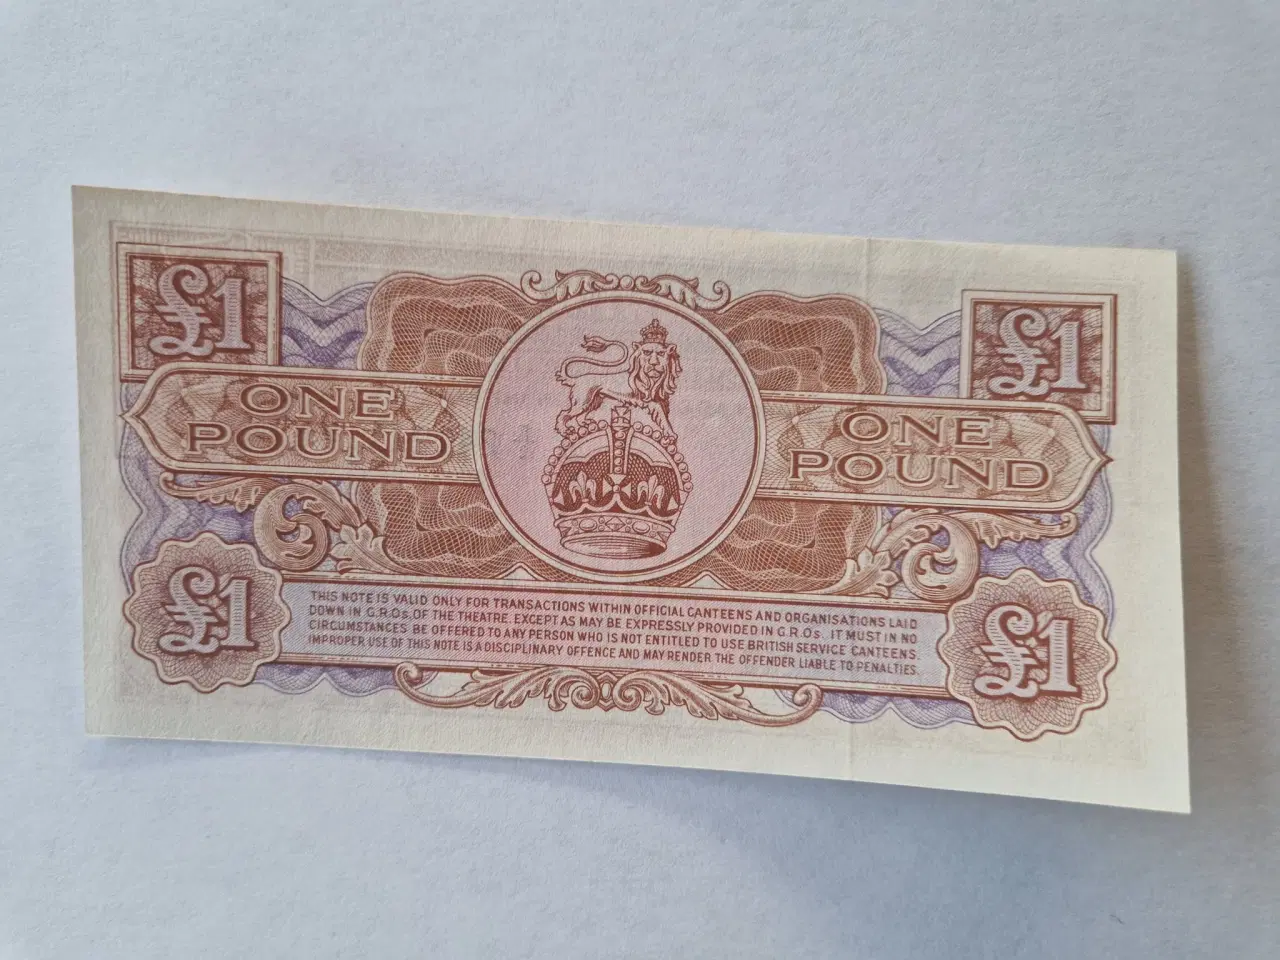 £1
£1
ONE
POUND
ONE
POUND
£1
£1
THIS NOTE IS VALID ONLY FOR TRANSACTIONS WITHIN OFFICIAL CANTEENS AND ORGANISATIONS LAID
DOWN IN G.R.Os. OF THE THEATRE EXCEPT AS MAY BE EXPRESSLY PROVIDED IN G.R.Os. IT MUST IN NO
CIRCUMSTANCES BE OFFERED TO ANY PERSON WHO IS NOT ENTITLED TO USE BRITISH SERVICE CANTEENS.
IMPROPER USE OF THIS NOTE IS A DISCIPLINARY OFFENCE AND MAY RENDER THE OFFENDER LIABLE TO PENALTIES.